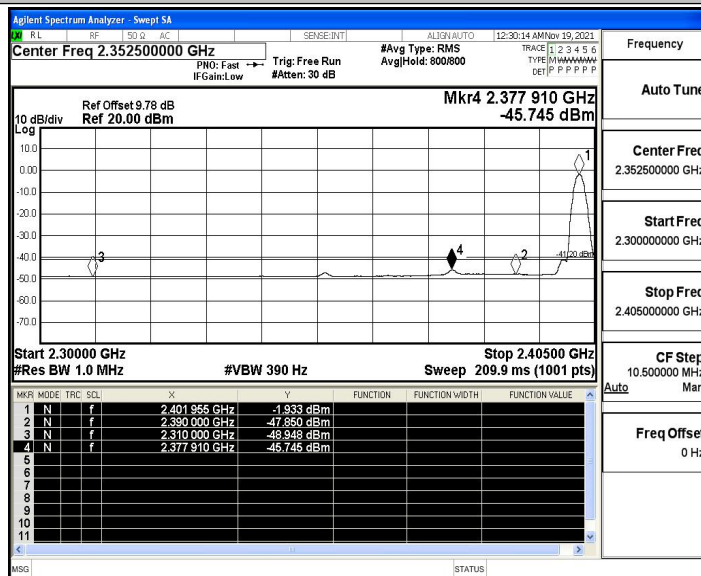 Agilent Spectrum Analyzer - Swept SA
LXI RL RF 50 Ω AC SENSE:INT ALIGN AUTO 12:30:14 AM Nov 19, 2021
Center Freq 2.352500000 GHz #Avg Type: RMS TRACE 1 2 3 4 5 6
PNO: Fast Trig: Free Run Avg|Hold: 800/800 TYPE M WWWWW
IFGain:Low #Atten: 30 dB DET P P P P P P
Frequency
Auto Tune
Ref Offset 9.78 dB Mkr4 2.377 910 GHz
10 dB/div Ref 20.00 dBm -45.745 dBm
Log
10.0
0.00
-10.0
-20.0
-30.0
-40.0
-50.0
-60.0
-70.0
1
2
3
4
-41.20 dBm
Center Freq
2.352500000 GHz
Start Freq
2.300000000 GHz
Stop Freq
2.405000000 GHz
Start 2.30000 GHz Stop 2.40500 GHz
#Res BW 1.0 MHz #VBW 390 Hz Sweep 209.9 ms (1001 pts)
CF Step
10.500000 MHz
Auto Man
MKR MODE TRC SCL X Y FUNCTION FUNCTION WIDTH FUNCTION VALUE
1 N f 2.401 955 GHz -1.933 dBm
2 N f 2.390 000 GHz -47.850 dBm
3 N f 2.310 000 GHz -48.948 dBm
4 N f 2.377 910 GHz -45.745 dBm
5
6
7
8
9
10
11
Freq Offset
0 Hz
MSG STATUS